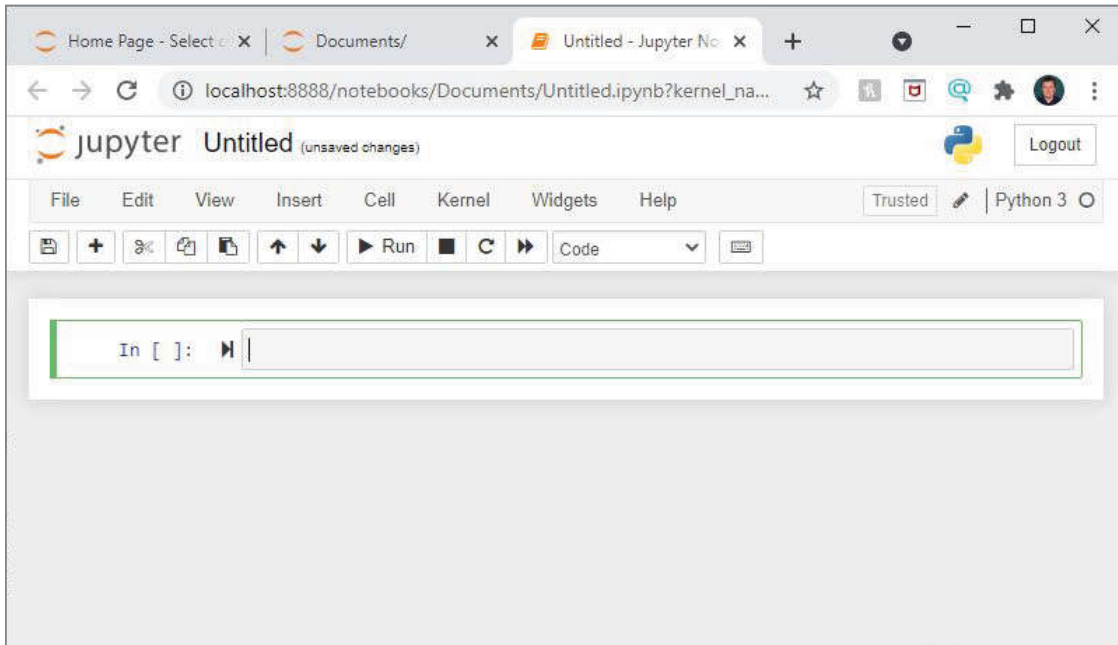 Home Page - Select Documents/ Untitled - Jupyter No
localhost:8888/notebooks/Documents/Untitled.ipynb?kernel_na...
jupyter Untitled (unsaved changes) Logout
File Edit View Insert Cell Kernel Widgets Help Trusted Python 3
Run Code
In [ ]: